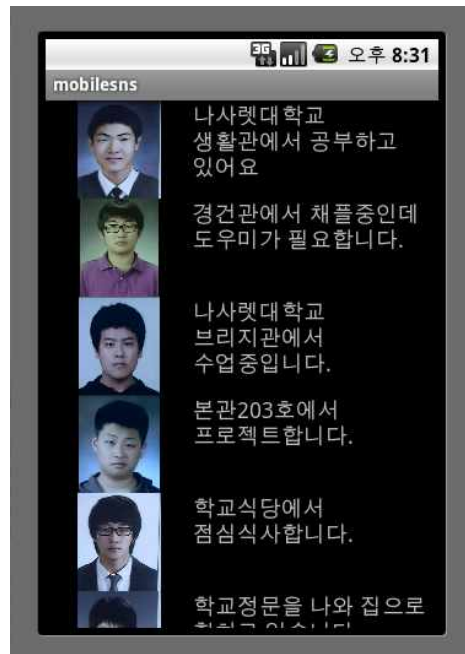 3G 오후 8:31
mobilesns
나사렛대학교
생활관에서 공부하고
있어요
경건관에서 채플중인데
도우미가 필요합니다.
나사렛대학교
브리지관에서
수업중입니다.
본관203호에서
프로젝트합니다.
학교식당에서
점심식사합니다.
학교정문을 나와 집으로